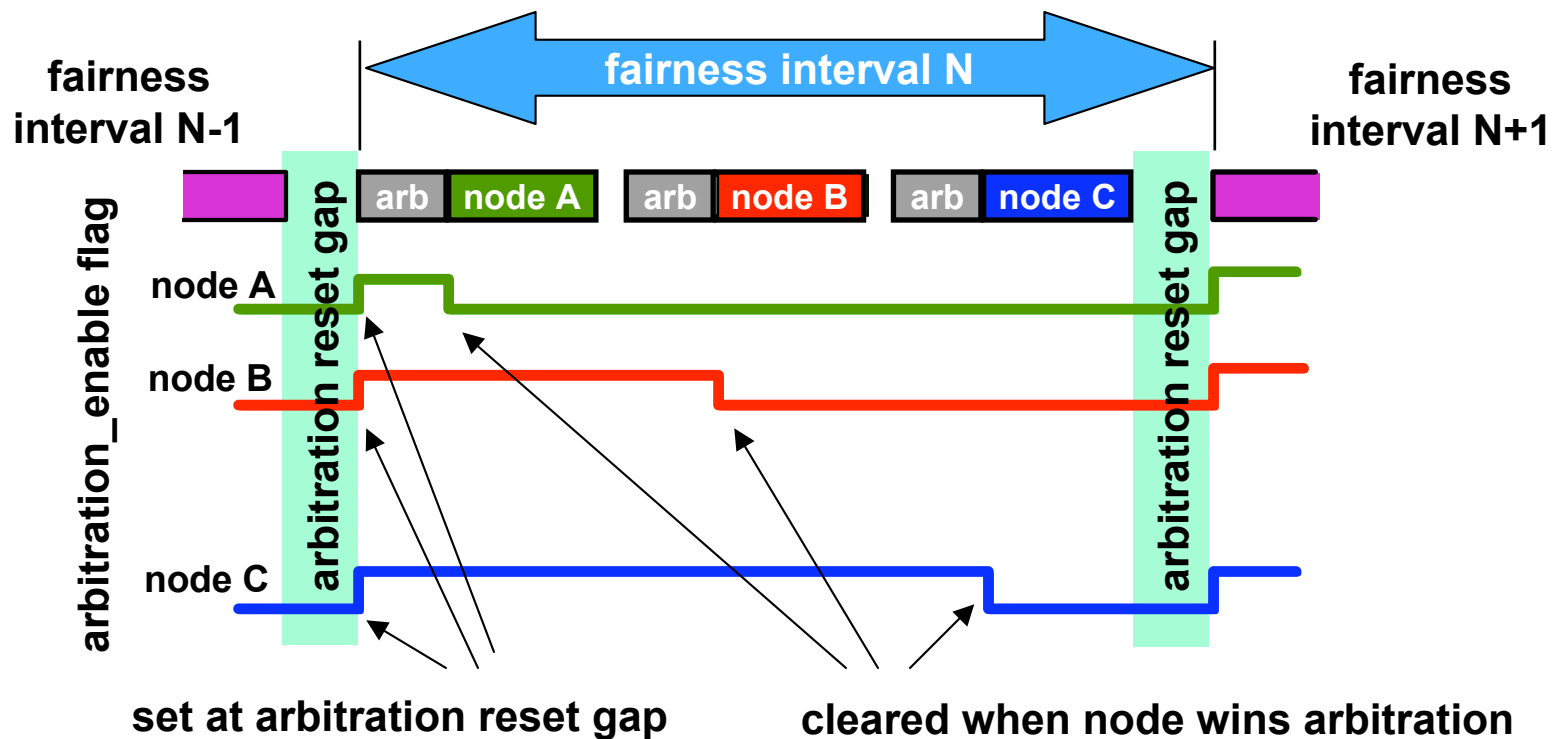 fairness
interval N-1
fairness interval N
fairness
interval N+1
arb
node A
arb
node B
arb
node C
arbitration_enable flag
arbitration reset gap
arbitration reset gap
node A
node B
node C
set at arbitration reset gap
cleared when node wins arbitration